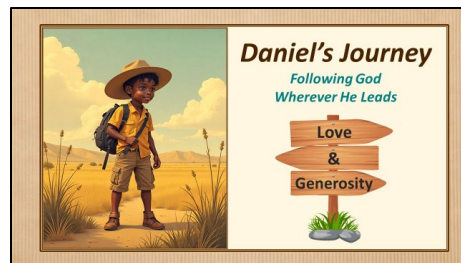 Daniel's Journey
Following God
Wherever He Leads
Love
&
Generosity